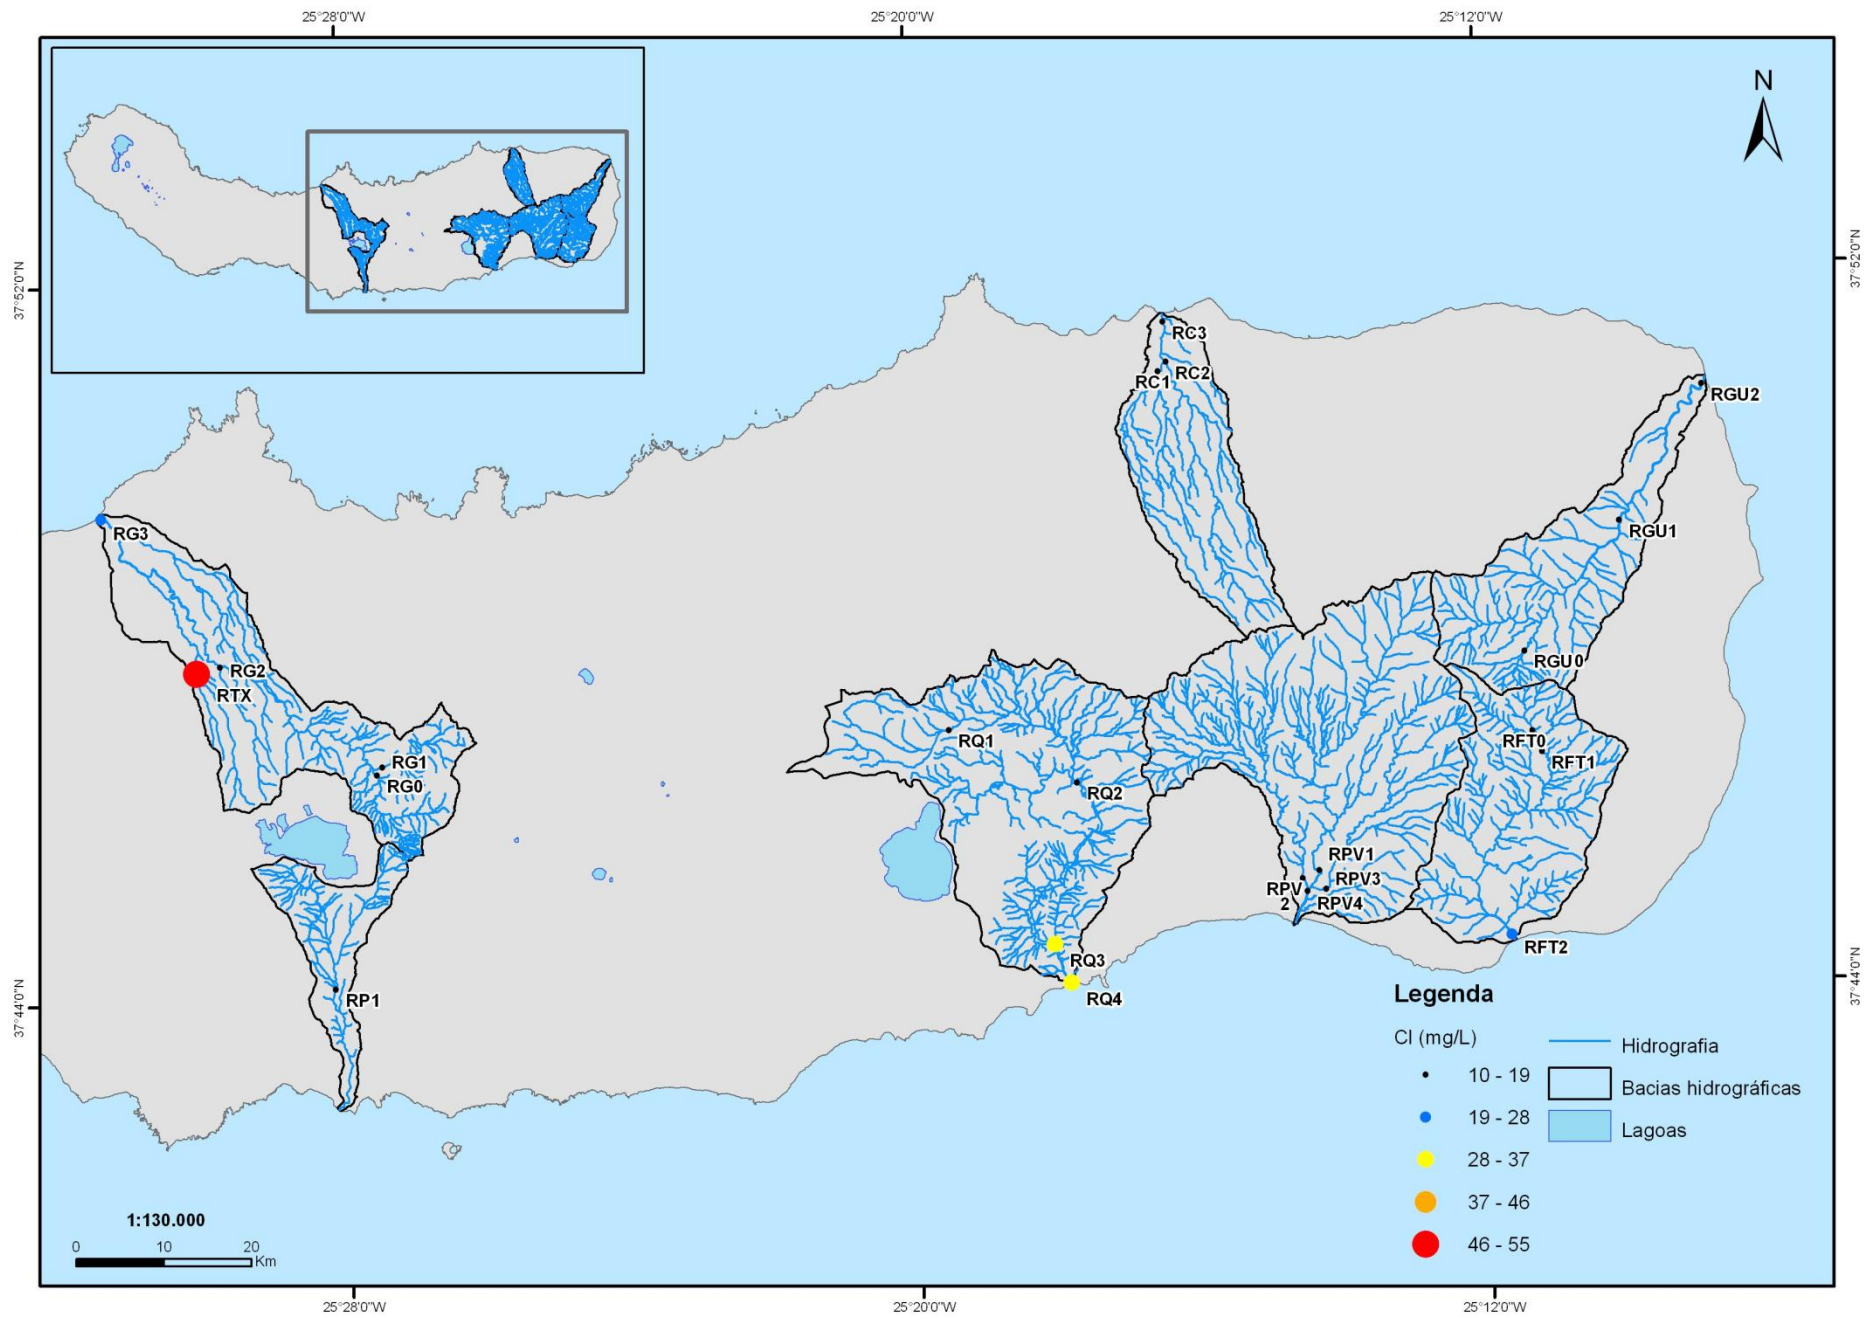 25°28'0"W
25°20'0"W
25°12'0"W
N
37°52'0"N
37°52'0"N
RC3
RC2
RC1
RGU2
RG3
RGU1
RGU0
RG2
RTX
RQ1
RFT0
RFT1
RG1
RG0
RQ2
RPV1
RPV3
RPV
2
RPV4
RFT2
RQ3
RQ4
RP1
37°44'0"N
37°44'0"N
Legenda
Cl (mg/L)
10 - 19
19 - 28
28 - 37
37 - 46
46 - 55
Hidrografia
Bacias hidrográficas
Lagoas
1:130.000
0 10 20
Km
25°28'0"W
25°20'0"W
25°12'0"W